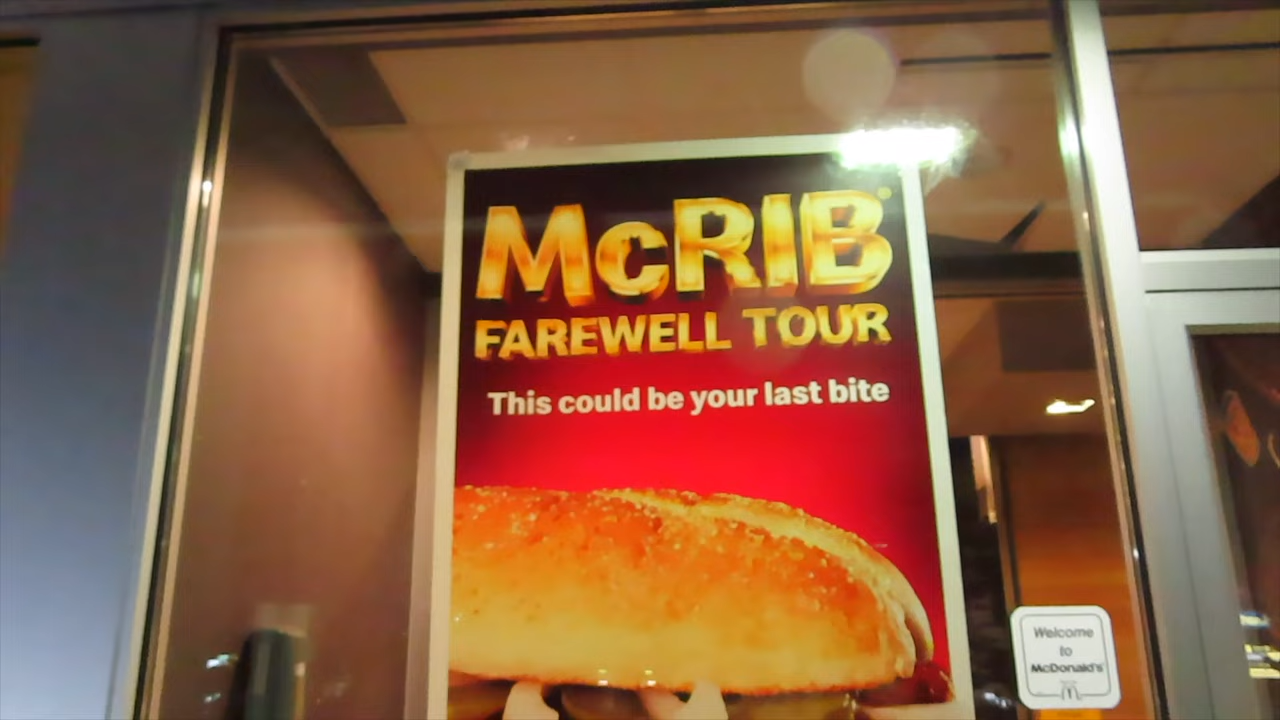 McRIB®
FAREWELL TOUR
This could be your last bite
Welcome
to
McDonald's